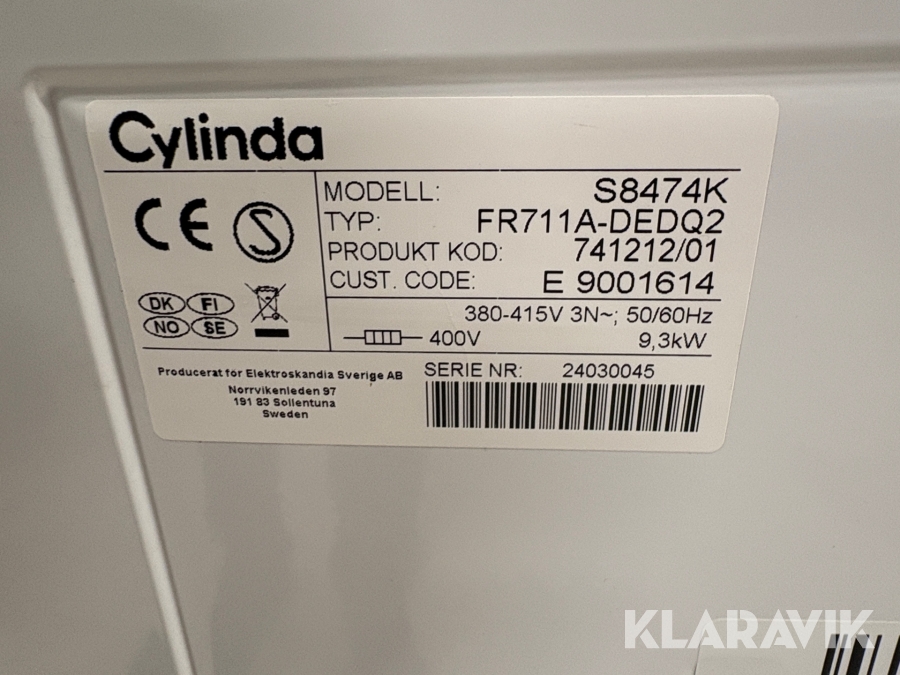 Cylinda
CE S
MODELL: S8474K
TYP: FR711A-DEDQ2
PRODUKT KOD: 741212/01
CUST. CODE: E 9001614
DK FI
NO SE
380-415V 3N~; 50/60Hz
400V 9,3kW
Producerat för Elektroskandia Sverige AB
Norrvikenleden 97
191 83 Sollentuna
Sweden
SERIE NR: 24030045
KLARAVIK